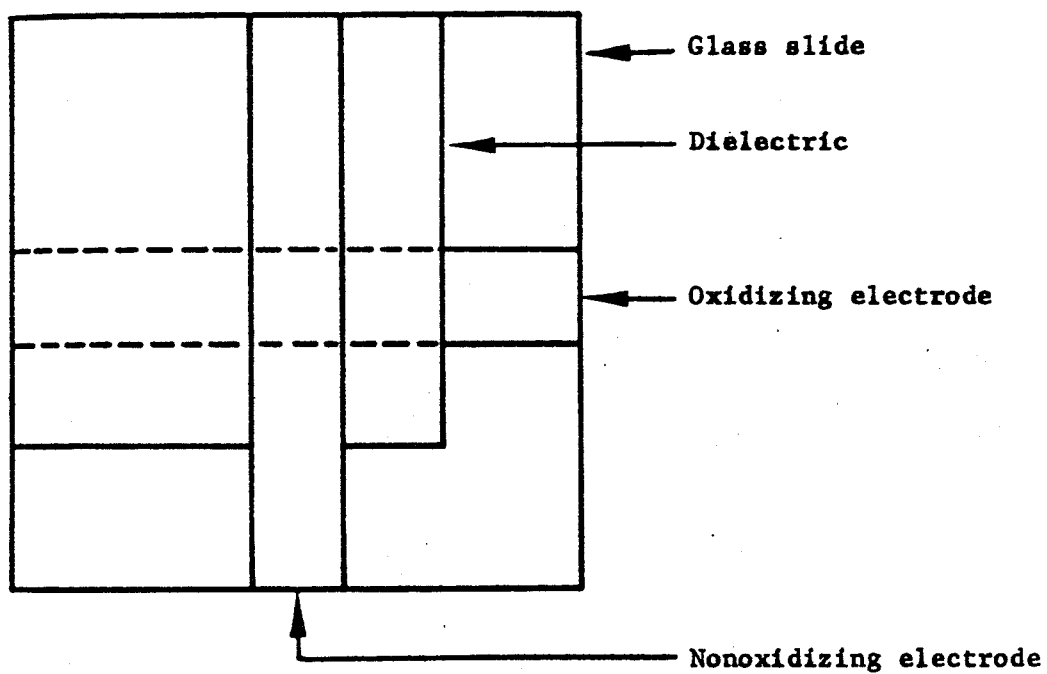 Glass slide
Dielectric
Oxidizing electrode
Nonoxidizing electrode